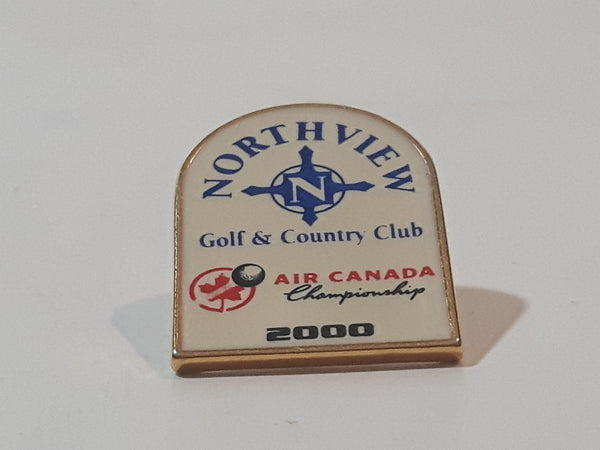 NORTHVIEW
N
Golf & Country Club
AIR CANADA
Championship
2000